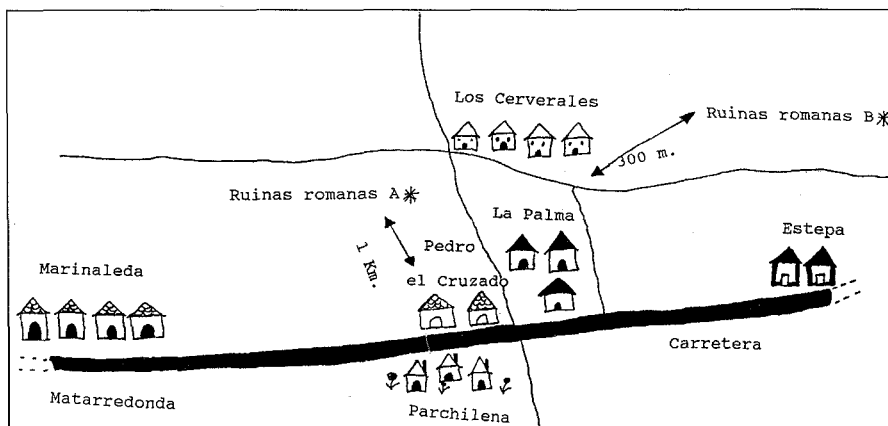 Los Cerverales
Ruinas romanas B*
300 m.
Ruinas romanas A*
La Palma
Estepa
1 Km.
Pedro
el Cruzado
Marinaleda
Carretera
Matarredonda
Parchilena